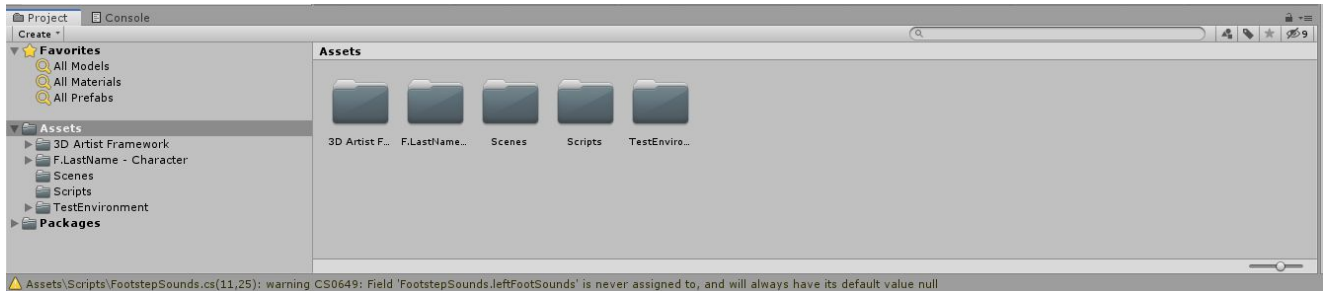 Project Console
Create
9
Favorites
All Models
All Materials
All Prefabs
Assets
3D Artist Framework
F.LastName - Character
Scenes
Scripts
TestEnvironment
Packages
Assets
3D Artist F... F.LastName... Scenes Scripts TestEnviro...
Assets\Scripts\FootstepSounds.cs(11,25): warning CS0649: Field 'FootstepSounds.leftFootSounds' is never assigned to, and will always have its default value null